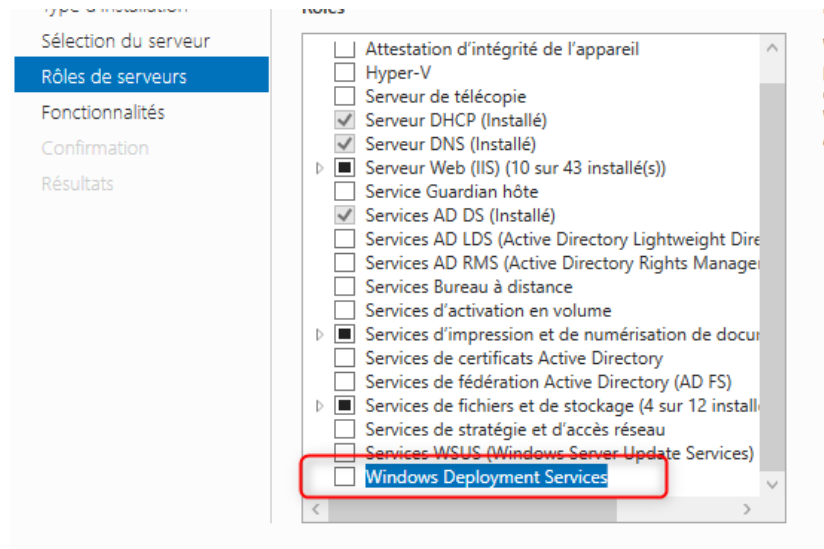 Type d'installation
Rôles
Sélection du serveur
Rôles de serveurs
Fonctionnalités
Confirmation
Résultats
Attestation d'intégrité de l'appareil
Hyper-V
Serveur de télécopie
Serveur DHCP (Installé)
Serveur DNS (Installé)
Serveur Web (IIS) (10 sur 43 installé(s))
Service Guardian hôte
Services AD DS (Installé)
Services AD LDS (Active Directory Lightweight Dire
Services AD RMS (Active Directory Rights Manage
Services Bureau à distance
Services d'activation en volume
Services d'impression et de numérisation de docu
Services de certificats Active Directory
Services de fédération Active Directory (AD FS)
Services de fichiers et de stockage (4 sur 12 install
Services de stratégie et d'accès réseau
Services WSUS (Windows Server Update Services)
Windows Deployment Services